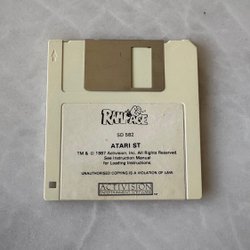 RAMPAGE
SD 582
ATARI ST
TM & © 1987 Activision, Inc. All Rights Reserved.
See Instruction Manual
for Loading Instructions
UNAUTHORISED COPYING IS A VIOLATION OF LAW
ACTIVISION